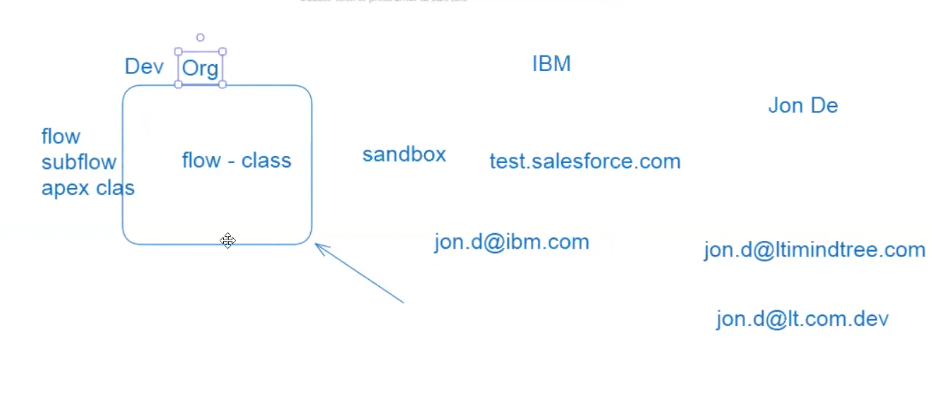 IBM
Dev Org
Jon De
flow
subflow
apex clas
flow - class
sandbox
test.salesforce.com
jon.d@ibm.com
jon.d@ltimindtree.com
jon.d@lt.com.dev